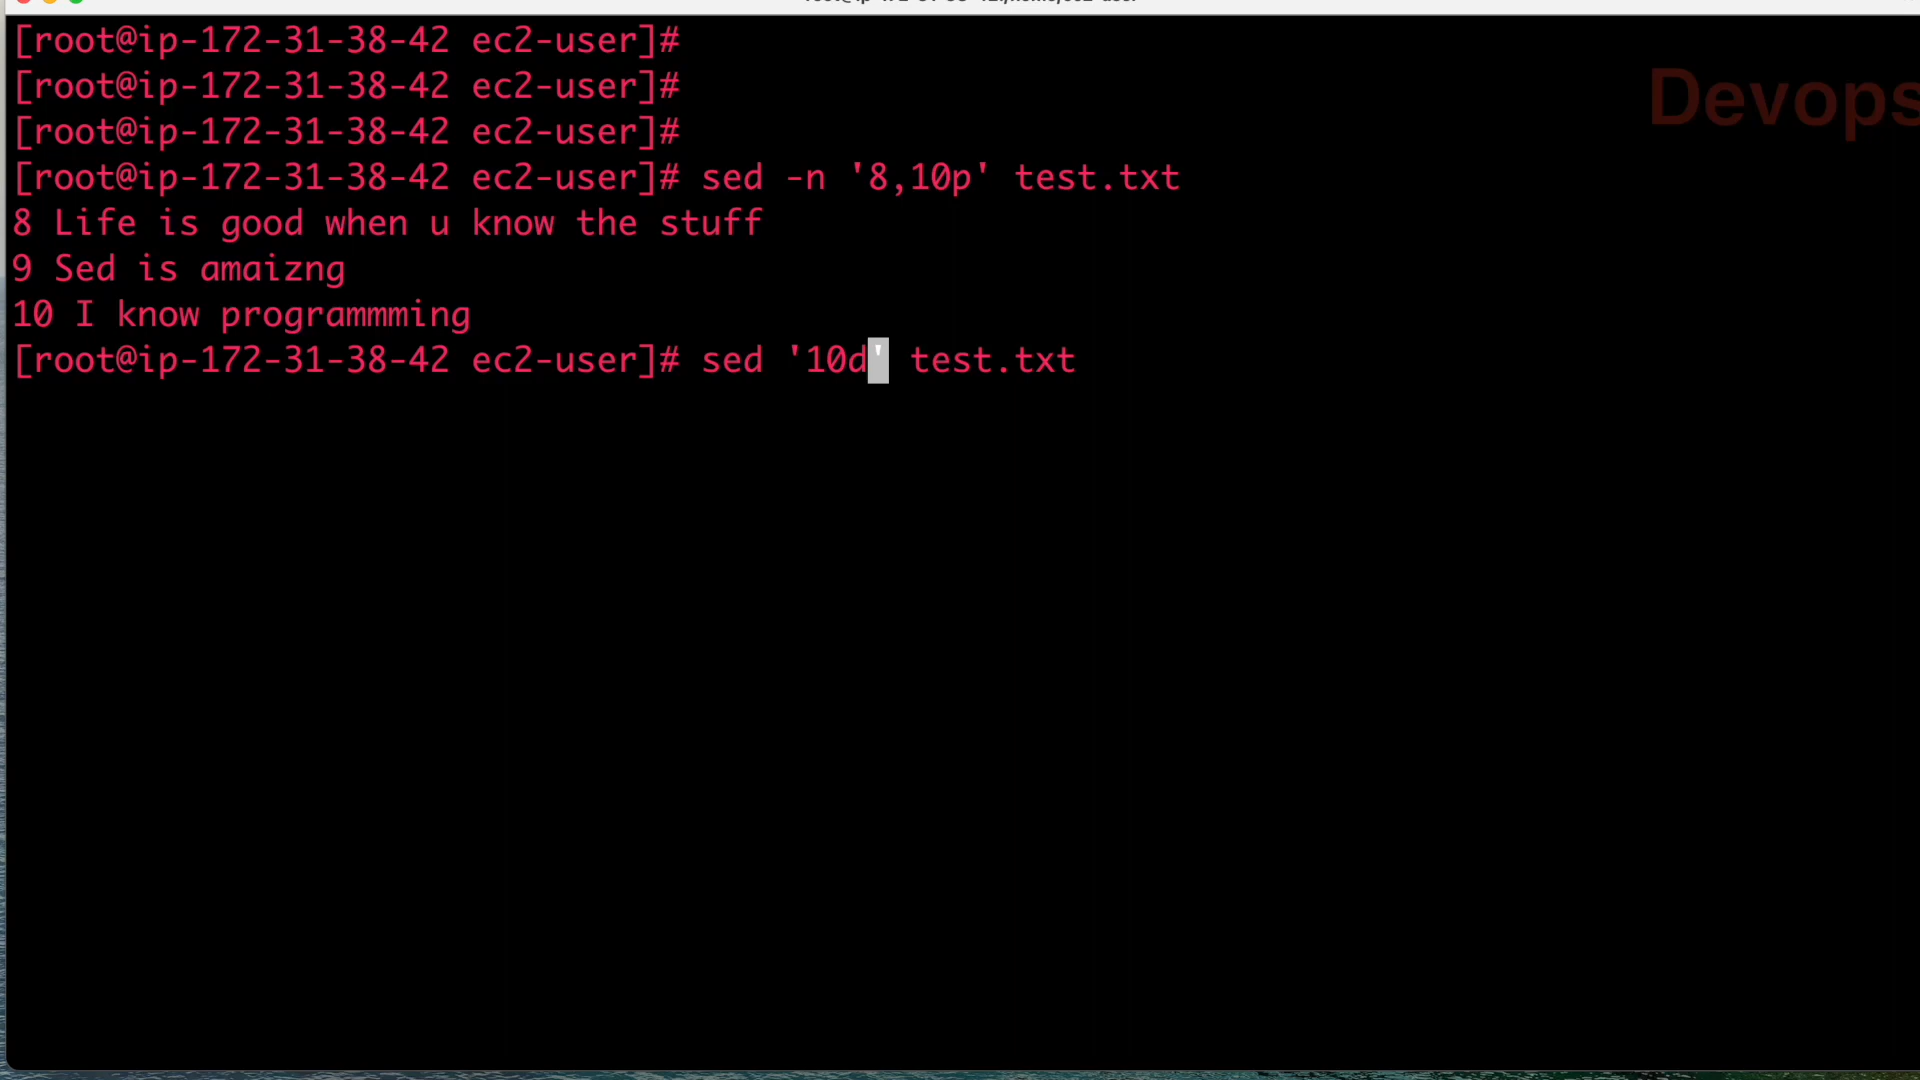 [root@ip-172-31-38-42 ec2-user]#
[root@ip-172-31-38-42 ec2-user]#
Devops
[root@ip-172-31-38-42 ec2-user]#
[root@ip-172-31-38-42 ec2-user]# sed -n '8,10p' test.txt
8 Life is good when u know the stuff
9 Sed is amaizng
10 I know programmming
[root@ip-172-31-38-42 ec2-user]# sed '10d' test.txt